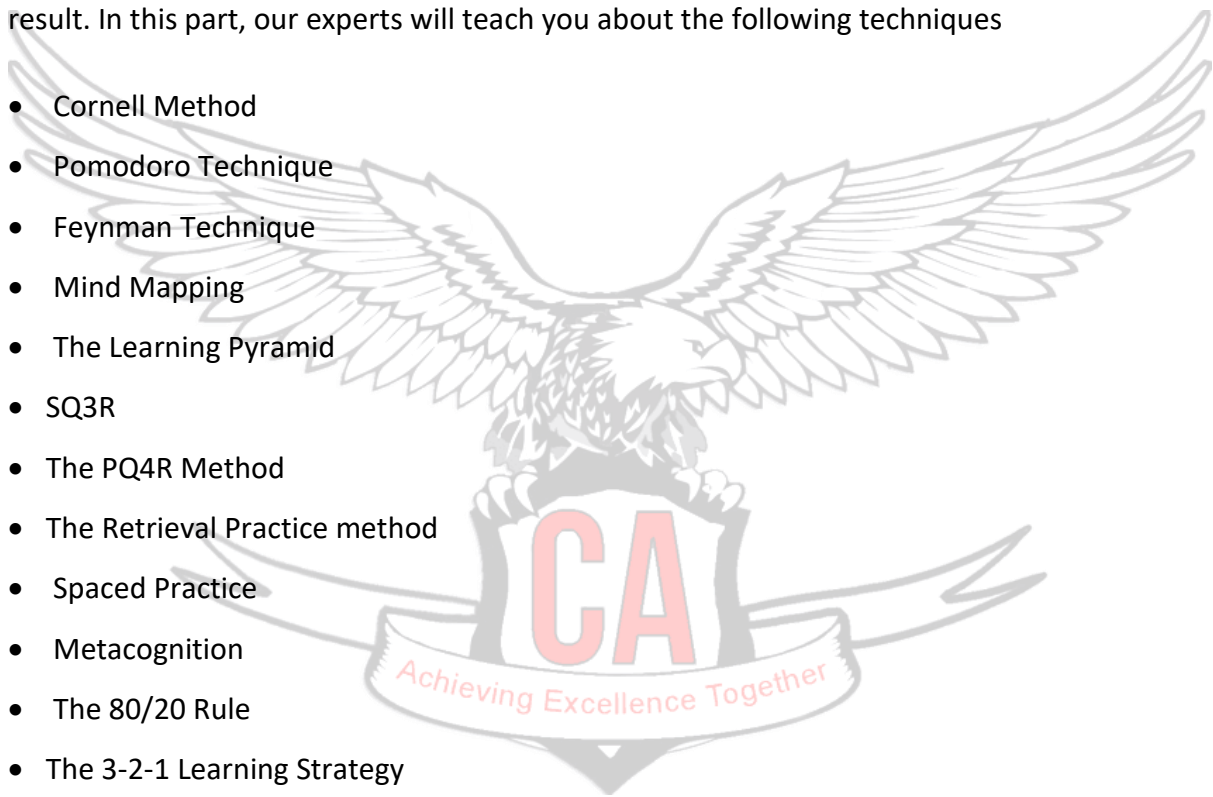 result. In this part, our experts will teach you about the following techniques
• Cornell Method
• Pomodoro Technique
• Feynman Technique
• Mind Mapping
• The Learning Pyramid
• SQ3R
• The PQ4R Method
• The Retrieval Practice method
• Spaced Practice
• Metacognition
• The 80/20 Rule
• The 3-2-1 Learning Strategy
CA
Achieving Excellence Together